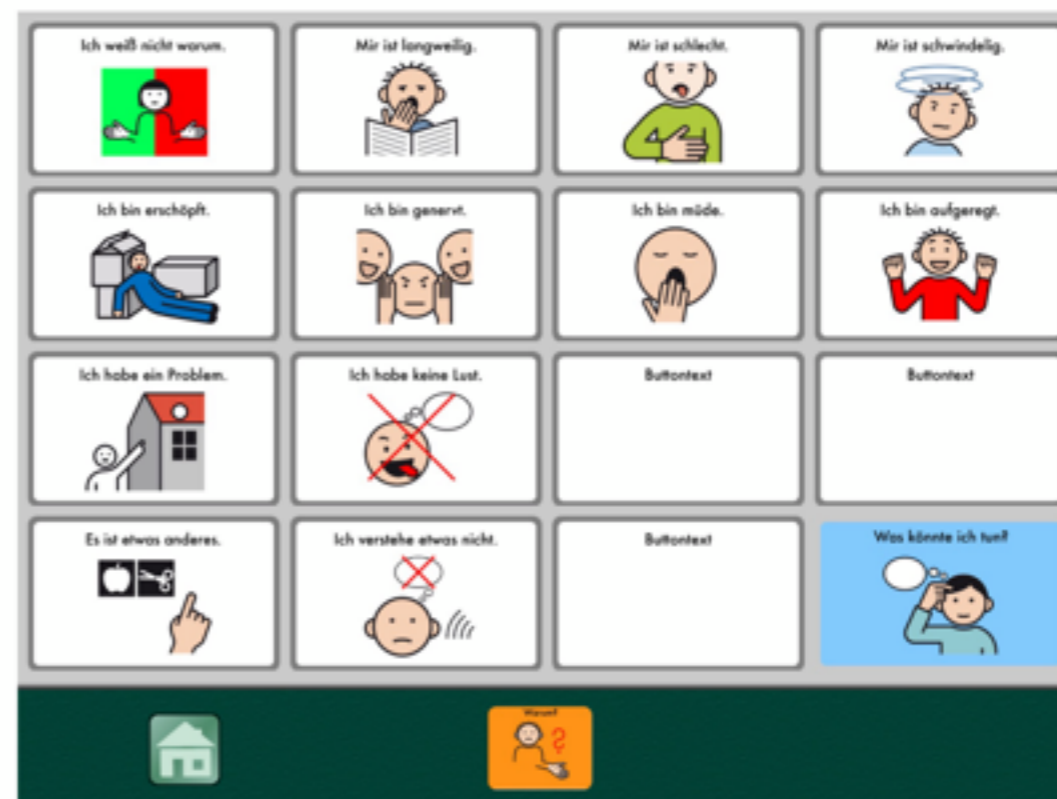 Ich weiß nicht warum.
Mir ist langweilig.
Mir ist schlecht.
Mir ist schwindelig.
Ich bin erschöpft.
Ich bin genervt.
Ich bin müde.
Ich bin aufgeregt.
Ich habe ein Problem.
Ich habe keine Lust.
Buttontext
Buttontext
Es ist etwas anderes.
Ich verstehe etwas nicht.
Buttontext
Was könnte ich tun?
Warum?